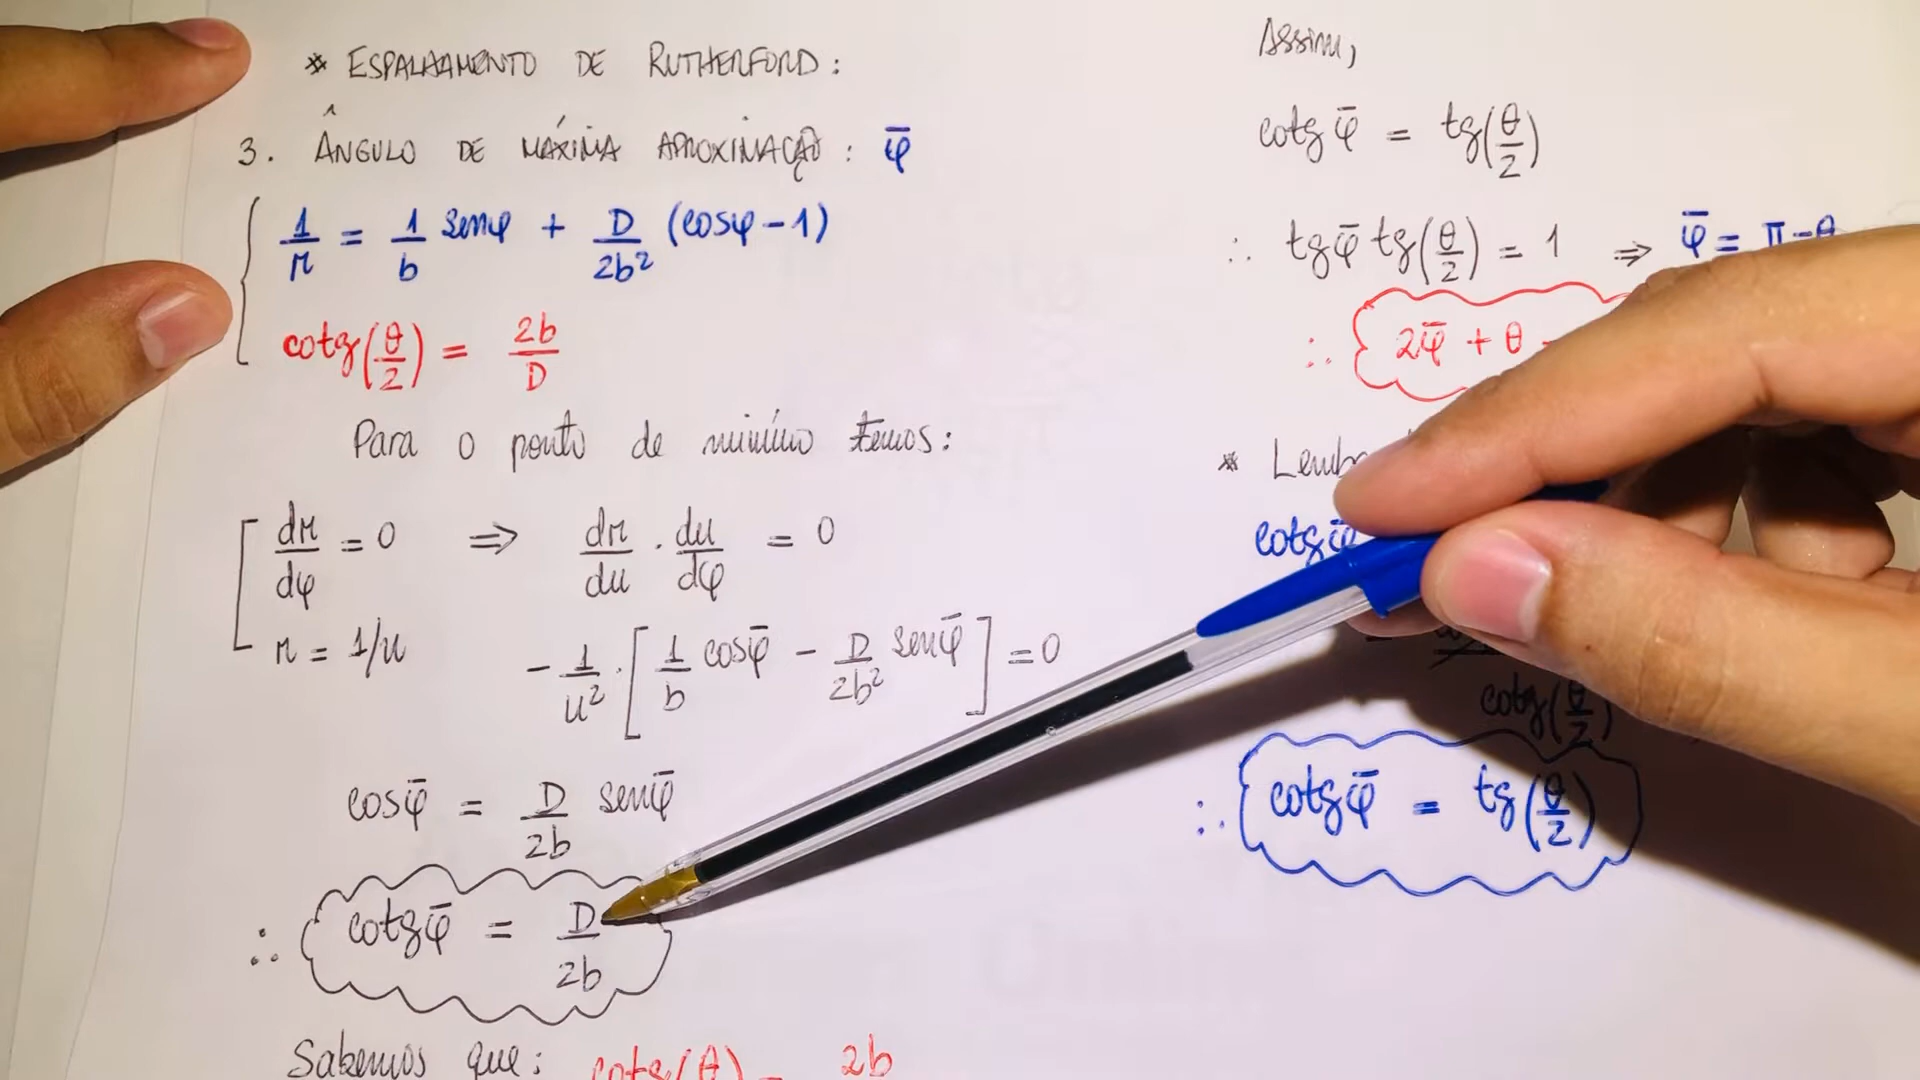 * ESPALHAMENTO DE RUTHERFORD:
3. ÂNGULO DE MÁXIMA APROXIMAÇÃO: φ̄
1/r = 1/b senφ + D/2b² (cosφ - 1)
cotg(θ/2) = 2b/D
Para o ponto de mínimo temos:
dr/dφ = 0 ⇒ dr/du . du/dφ = 0
r = 1/u
-1/u² . [1/b cosφ̄ - D/2b² senφ̄] = 0
cosφ̄ = D/2b senφ̄
∴ cotgφ̄ = D/2b
Sabemos que: cotg(θ) = 2b
Assim,
cotgφ̄ = tg(θ/2)
∴ tgφ̄ tg(θ/2) = 1 ⇒ φ̄ = π-θ
∴ 2φ̄ + θ
*
cotgφ̄
cotg(θ/2)
∴ cotgφ̄ = tg(θ/2)